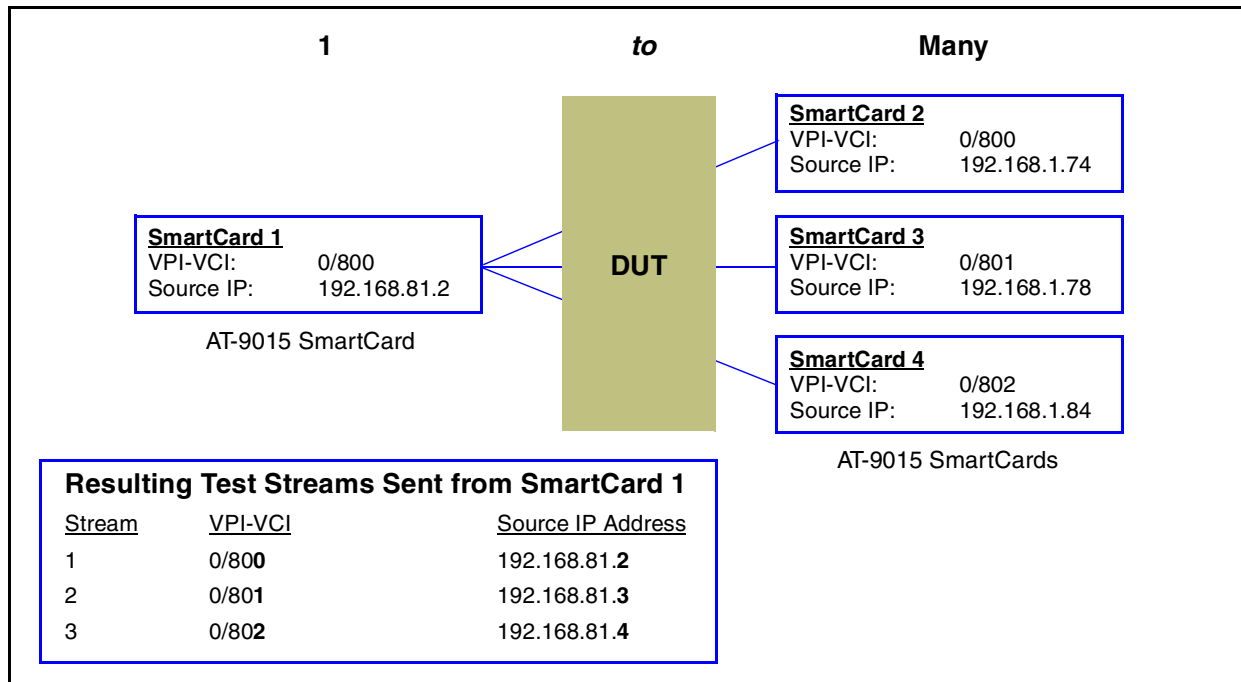 1 to Many
SmartCard 2
VPI-VCI: 0/800
Source IP: 192.168.1.74
SmartCard 1
VPI-VCI: 0/800
Source IP: 192.168.81.2
AT-9015 SmartCard
DUT
SmartCard 3
VPI-VCI: 0/801
Source IP: 192.168.1.78
SmartCard 4
VPI-VCI: 0/802
Source IP: 192.168.1.84
AT-9015 SmartCards
Resulting Test Streams Sent from SmartCard 1
Stream VPI-VCI Source IP Address
1 0/800 192.168.81.2
2 0/801 192.168.81.3
3 0/802 192.168.81.4